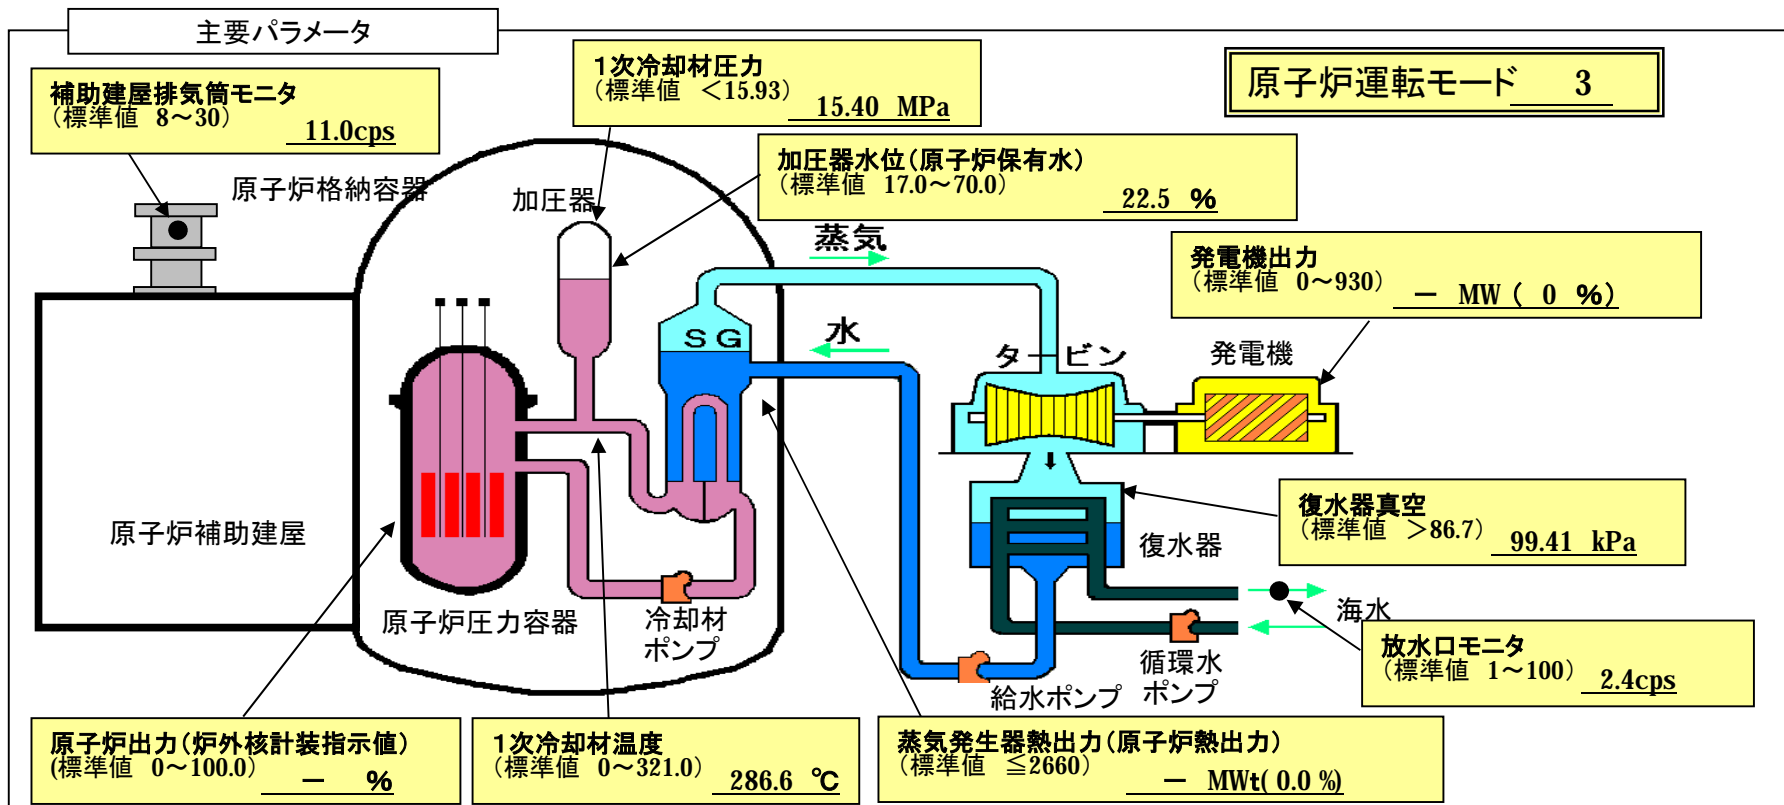 主要パラメータ
補助建屋排気筒モニタ
(標準値 8～30)
11.0cps
1次冷却材圧力
(標準値 ＜15.93)
15.40 MPa
原子炉運転モード 3
加圧器水位(原子炉保有水)
(標準値 17.0～70.0)
22.5 %
原子炉格納容器
加圧器
蒸気
発電機出力
(標準値 0～930)
－ MW ( 0 %)
水
SG
タービン
発電機
復水器真空
(標準値 ＞86.7)
99.41 kPa
原子炉補助建屋
復水器
原子炉圧力容器
冷却材
ポンプ
海水
循環水
ポンプ
給水ポンプ
放水口モニタ
(標準値 1～100)
2.4cps
原子炉出力(炉外核計装指示値)
(標準値 0～100.0)
－ %
1次冷却材温度
(標準値 0～321.0)
286.6 ℃
蒸気発生器熱出力(原子炉熱出力)
(標準値 ≦2660)
－ MWt( 0.0 %)